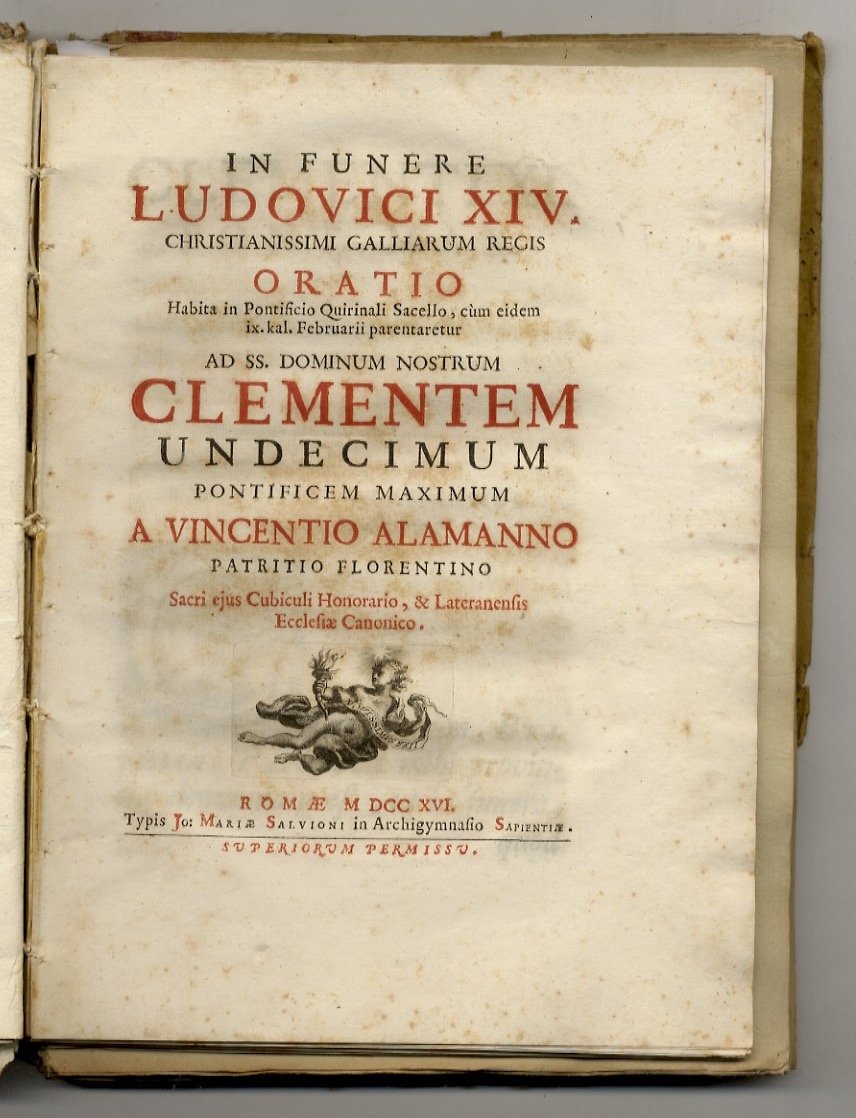 IN FUNERE
LUDOVICI XIV.
CHRISTIANISSIMI GALLIARUM REGIS
ORATIO
Habita in Pontificio Quirinali Sacello, cùm eidem
ix. kal. Februarii parentaretur
AD SS. DOMINUM NOSTRUM
CLEMENTEM
UNDECIMUM
PONTIFICEM MAXIMUM
A VINCENTIO ALAMANNO
PATRITIO FLORENTINO
Sacri ejus Cubiculi Honorario, & Lateranenſis
Eccleſiæ Canonico.
ROMÆ M DCC XVI.
Typis Jo: MARIÆ SALVIONI in Archigymnaſio SAPIENTIÆ.
SUPERIORUM PERMISSU.